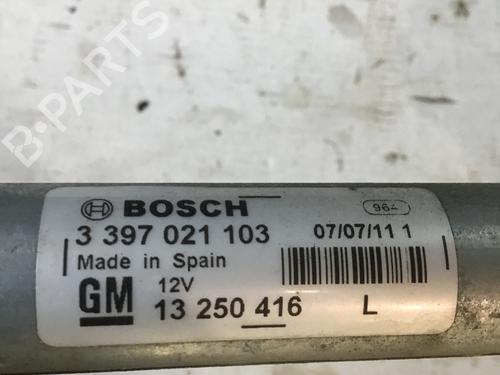 B-PARTS
BOSCH
964
3 397 021 103
07/07/11 1
Made in Spain
GM
12V
13 250 416
L